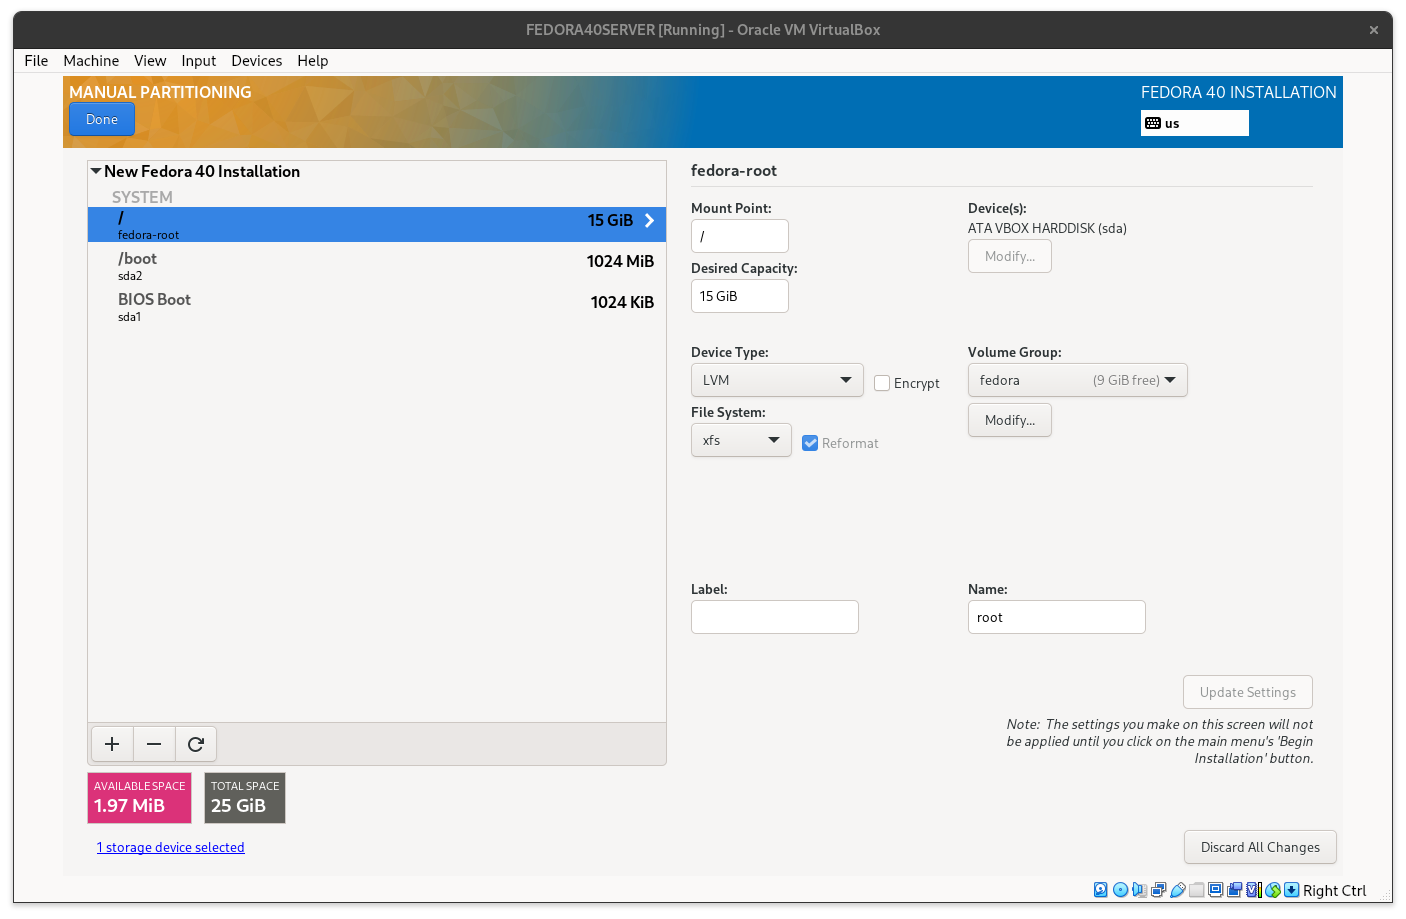 FEDORA40SERVER [Running] - Oracle VM VirtualBox
File Machine View Input Devices Help
MANUAL PARTITIONING
Done
FEDORA 40 INSTALLATION
us
New Fedora 40 Installation
SYSTEM
/ 15 GiB
fedora-root
/boot 1024 MiB
sda2
BIOS Boot 1024 KiB
sda1
AVAILABLE SPACE
1.97 MiB
TOTAL SPACE
25 GiB
1 storage device selected
fedora-root
Mount Point:
/
Desired Capacity:
15 GiB
Device(s):
ATA VBOX HARDDISK (sda)
Modify...
Device Type:
LVM
Encrypt
Volume Group:
fedora (9 GiB free)
Modify...
File System:
xfs
Reformat
Label:
Name:
root
Update Settings
Note: The settings you make on this screen will not
be applied until you click on the main menu's 'Begin
Installation' button.
Discard All Changes
Right Ctrl